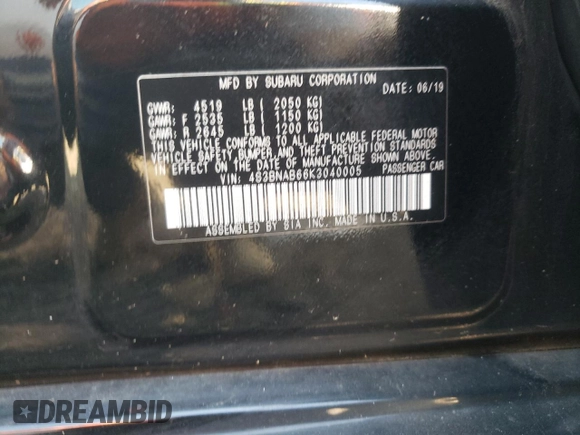 MFD BY SUBARU CORPORATION
DATE: 06/19
GVWR: 4519 LB ( 2050 KG)
GAWR: F 2535 LB ( 1150 KG)
GAWR: R 2645 LB ( 1200 KG)
THIS VEHICLE CONFORMS TO ALL APPLICABLE FEDERAL MOTOR
VEHICLE SAFETY, BUMPER, AND THEFT PREVENTION STANDARDS
IN EFFECT ON THE DATE OF MANUFACTURE SHOWN ABOVE.
VIN: 4S3BNAB66K3040005 PASSENGER CAR
ASSEMBLED BY SIA INC. MADE IN U.S.A.
DREAMBID